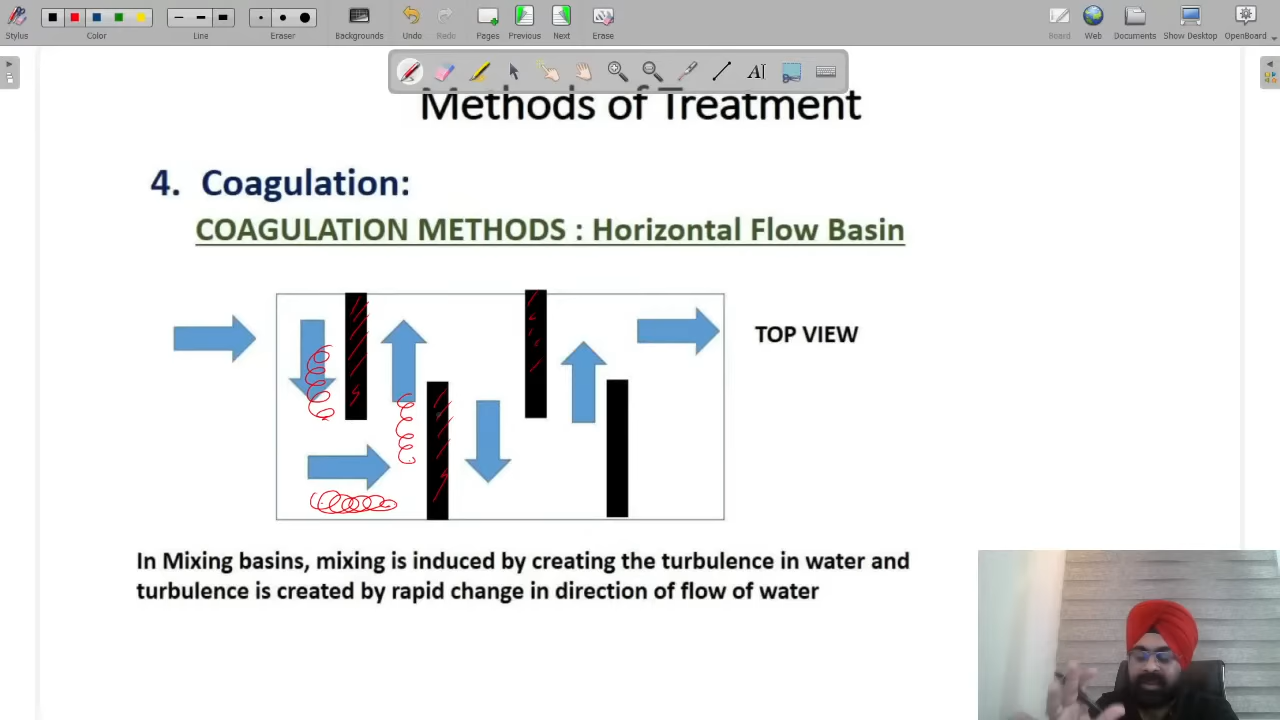 Stylus Color Line Eraser Backgrounds Undo Redo Pages Previous Next Erase Board Web Documents Show Desktop OpenBoard
Methods of Treatment
4. Coagulation:
COAGULATION METHODS : Horizontal Flow Basin
TOP VIEW
In Mixing basins, mixing is induced by creating the turbulence in water and
turbulence is created by rapid change in direction of flow of water